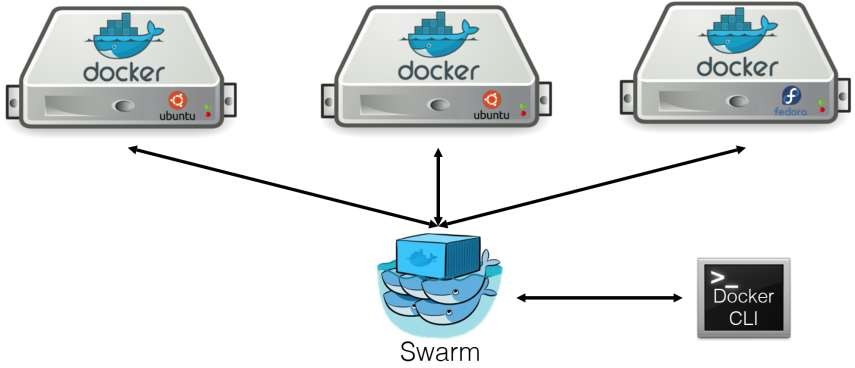 docker
ubuntu
docker
ubuntu
docker
fedora
>_
Docker
CLI
Swarm